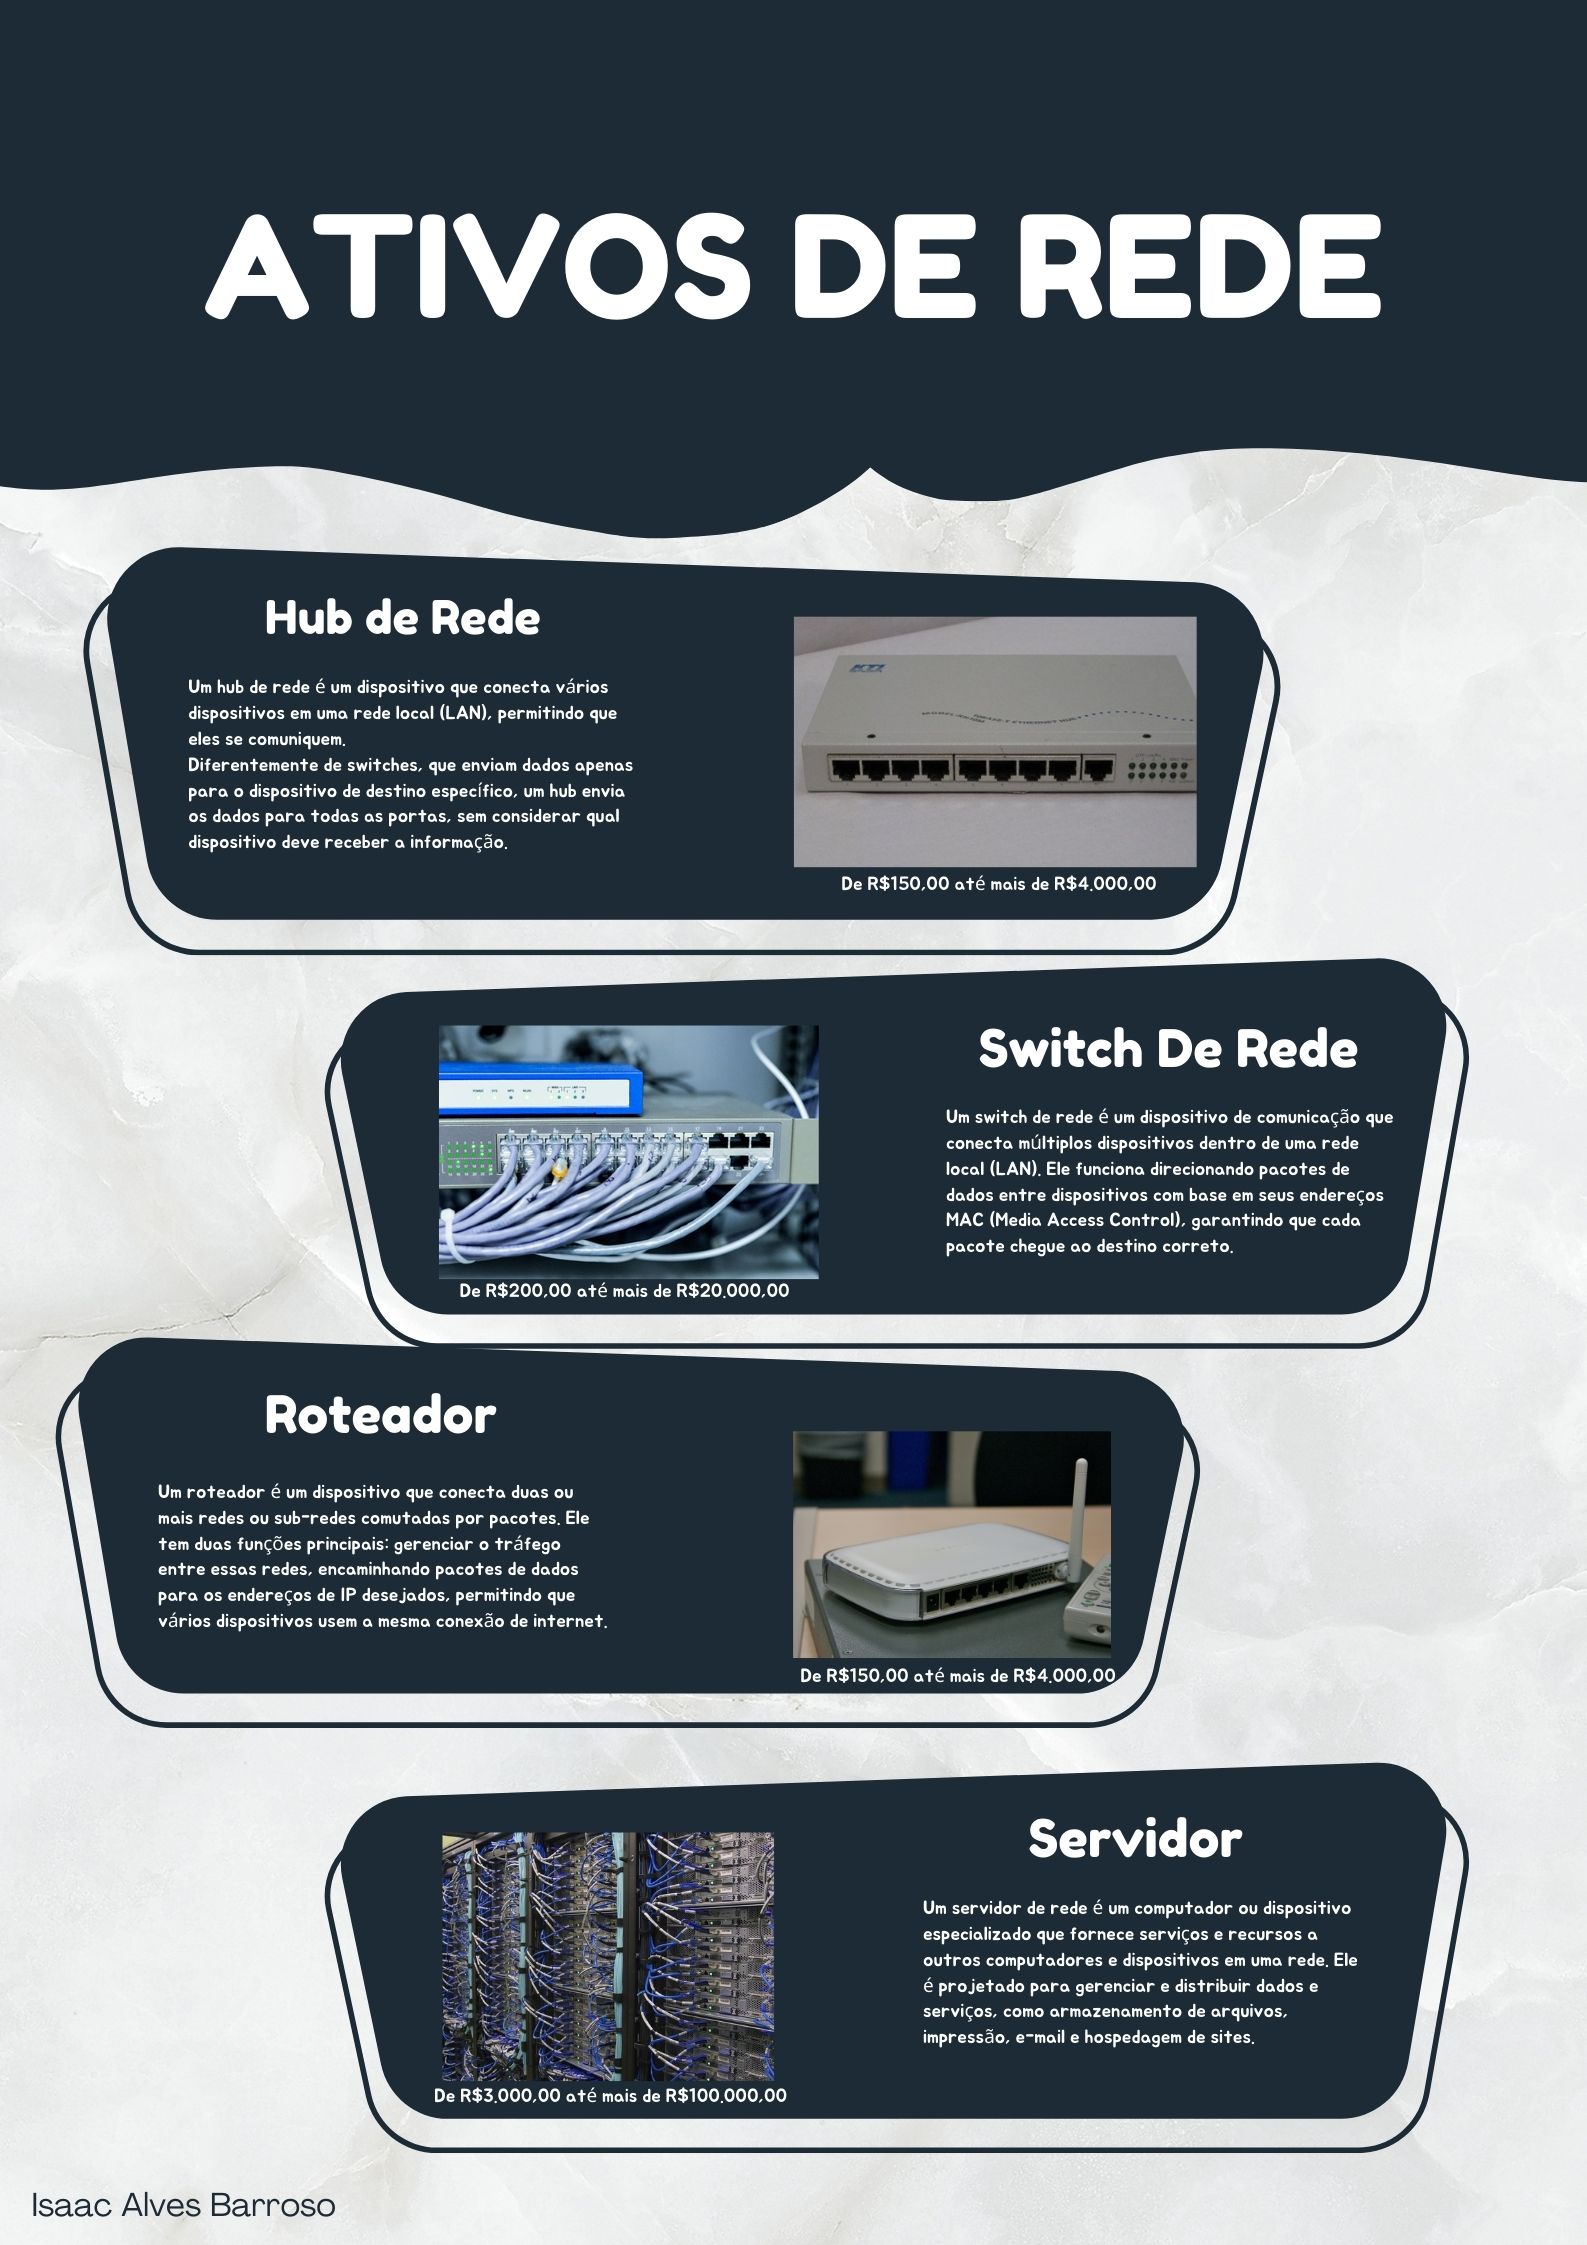 ATIVOS DE REDE
Hub de Rede
Um hub de rede é um dispositivo que conecta vários
dispositivos em uma rede local (LAN), permitindo que
eles se comuniquem.
Diferentemente de switches, que enviam dados apenas
para o dispositivo de destino específico, um hub envia
os dados para todas as portas, sem considerar qual
dispositivo deve receber a informação.
KTI
De R$150,00 até mais de R$4.000,00
Switch De Rede
Um switch de rede é um dispositivo de comunicação que
conecta múltiplos dispositivos dentro de uma rede
local (LAN). Ele funciona direcionando pacotes de
dados entre dispositivos com base em seus endereços
MAC (Media Access Control), garantindo que cada
pacote chegue ao destino correto.
De R$200,00 até mais de R$20.000,00
Roteador
Um roteador é um dispositivo que conecta duas ou
mais redes ou sub-redes comutadas por pacotes. Ele
tem duas funções principais: gerenciar o tráfego
entre essas redes, encaminhando pacotes de dados
para os endereços de IP desejados, permitindo que
vários dispositivos usem a mesma conexão de internet.
De R$150,00 até mais de R$4.000,00
Servidor
Um servidor de rede é um computador ou dispositivo
especializado que fornece serviços e recursos a
outros computadores e dispositivos em uma rede. Ele
é projetado para gerenciar e distribuir dados e
serviços, como armazenamento de arquivos,
impressão, e-mail e hospedagem de sites.
De R$3.000,00 até mais de R$100.000,00
Isaac Alves Barroso